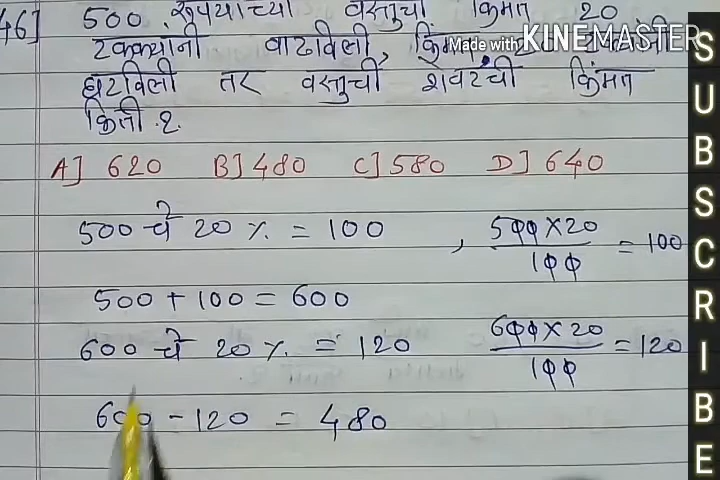 46] 500 रुपयाच्या वस्तुची किंमत 20
टक्क्यांनी वाढविली, किंमत
Made with KINEMASTER
घटविली तर वस्तुची शेवटची किंमत
किती ?
A] 620 B] 480 C] 580 D] 640
500 चे 20 % = 100 , 500 × 20 / 100 = 100
500 + 100 = 600
600 चे 20 % = 120 600 × 20 / 100 = 120
600 - 120 = 480
SUBSCRIBE